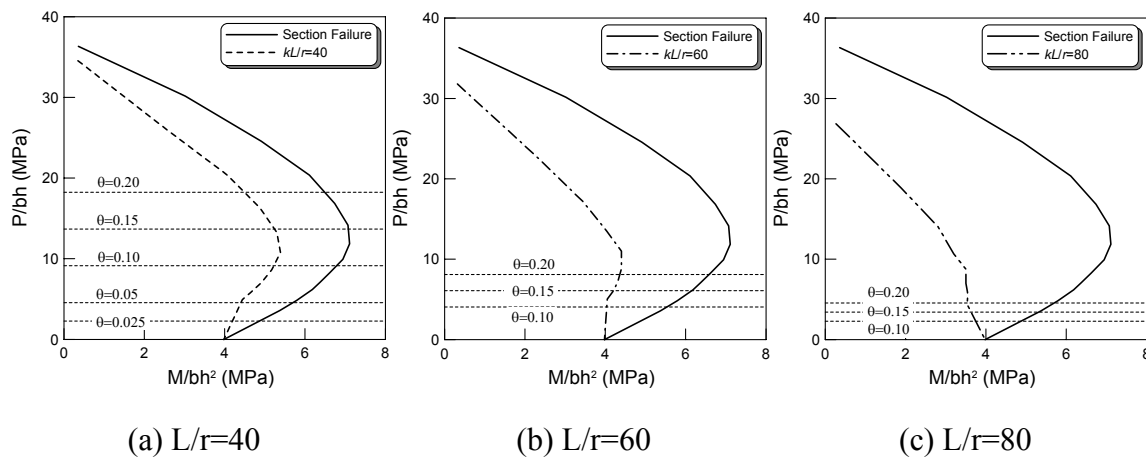 40
30
20
10
0
P/bh (MPa)
Section Failure
kL/r=40
θ=0.20
θ=0.15
θ=0.10
θ=0.05
θ=0.025
0 2 4 6 8
M/bh² (MPa)
(a) L/r=40
40
30
20
10
0
P/bh (MPa)
Section Failure
kL/r=60
θ=0.20
θ=0.15
θ=0.10
0 2 4 6 8
M/bh² (MPa)
(b) L/r=60
40
30
20
10
0
P/bh (MPa)
Section Failure
kL/r=80
θ=0.20
θ=0.15
θ=0.10
0 2 4 6 8
M/bh² (MPa)
(c) L/r=80